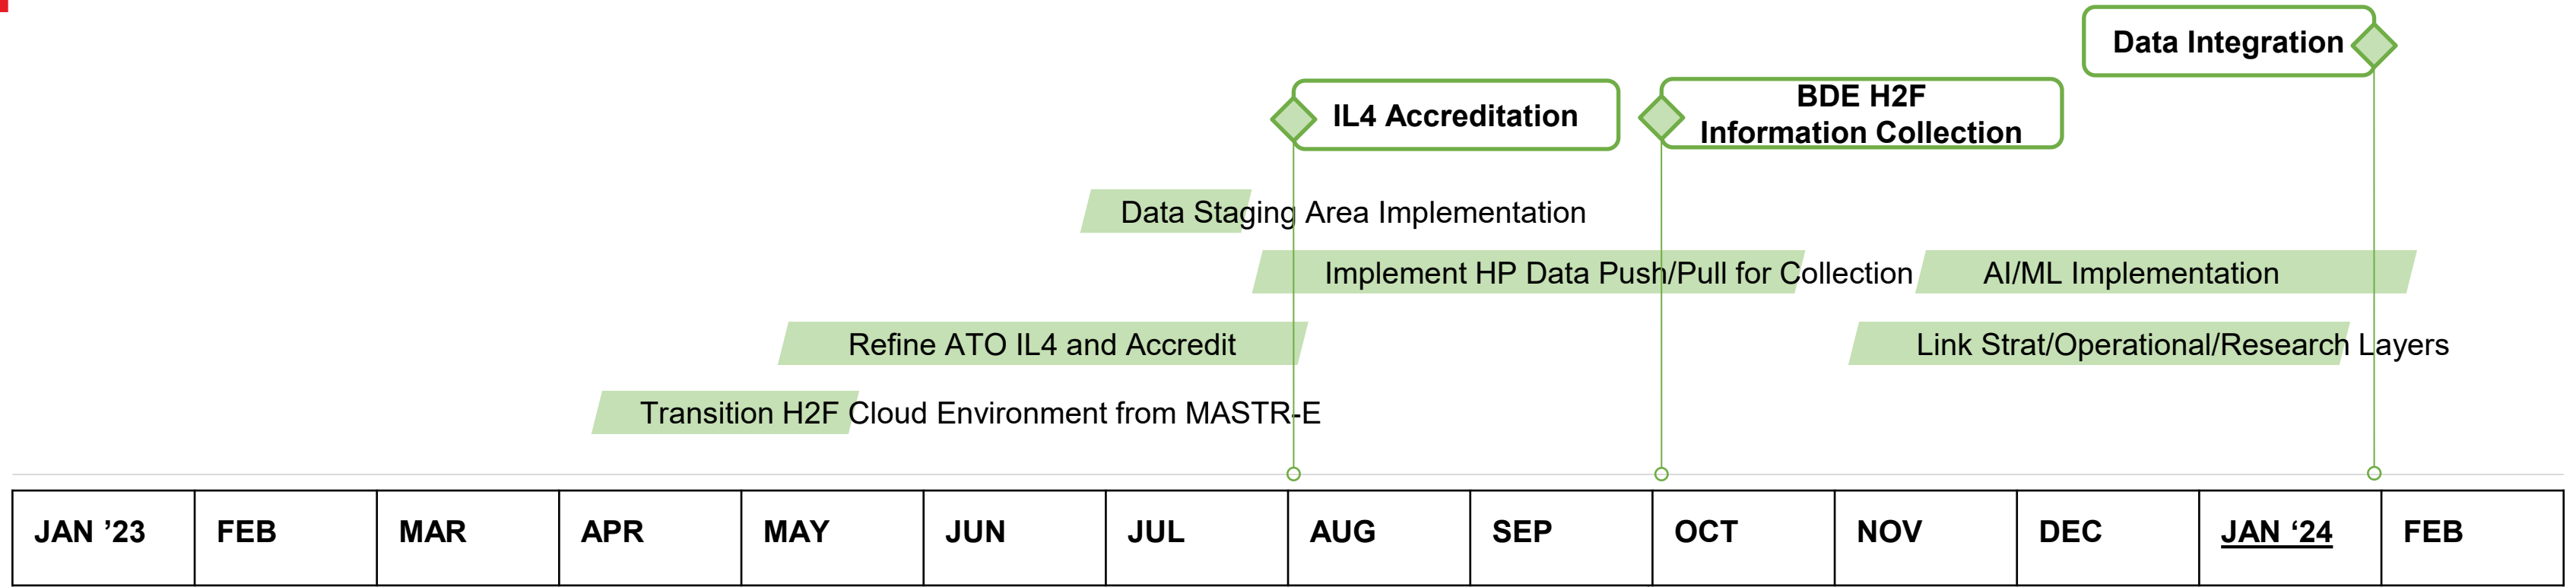 Data Integration
IL4 Accreditation
BDE H2F
Information Collection
Data Staging Area Implementation
Implement HP Data Push/Pull for Collection
AI/ML Implementation
Refine ATO IL4 and Accredit
Link Strat/Operational/Research Layers
Transition H2F Cloud Environment from MASTR-E
JAN ’23 FEB MAR APR MAY JUN JUL AUG SEP OCT NOV DEC JAN ‘24 FEB